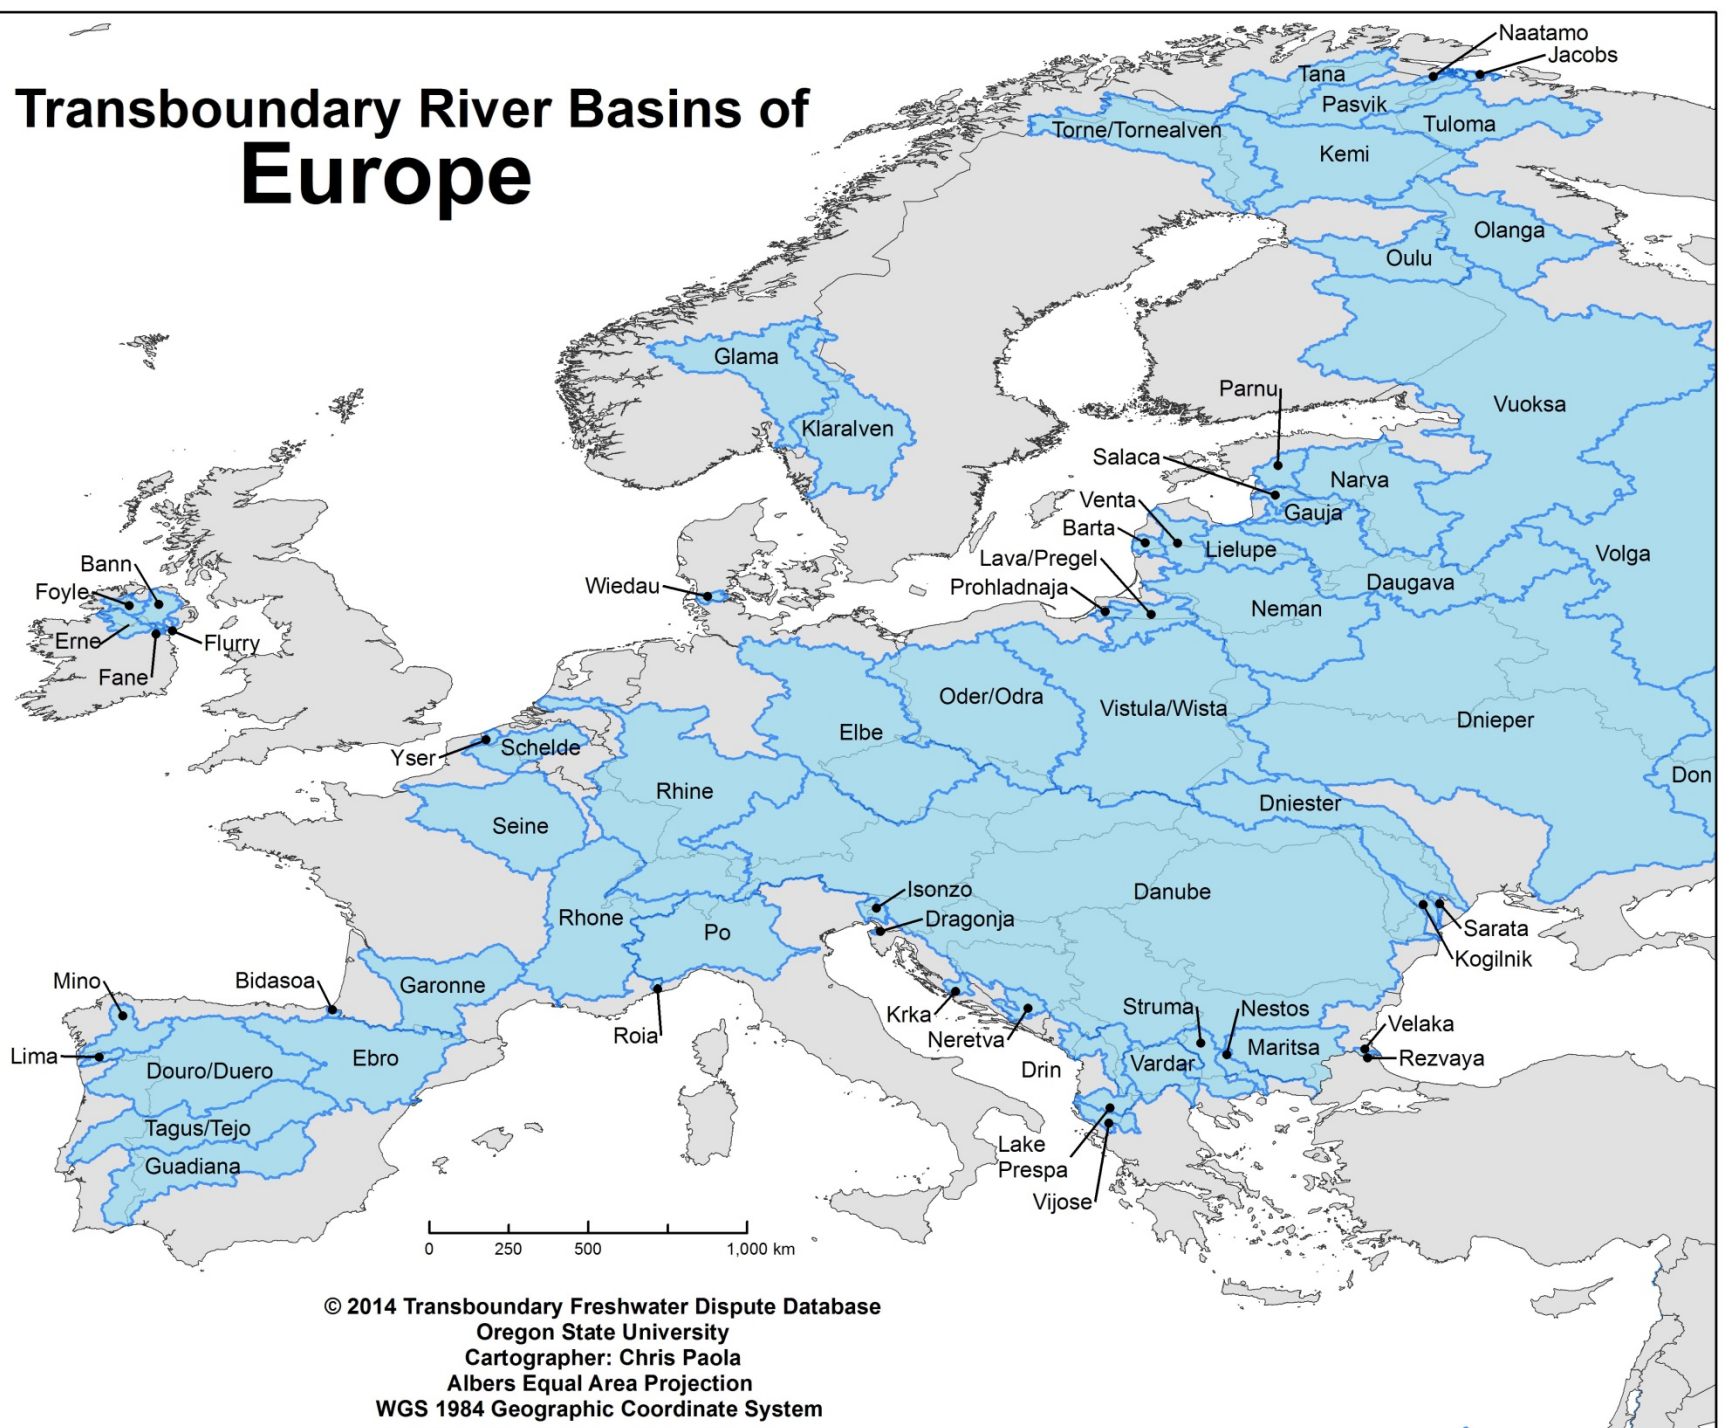 Transboundary River Basins of
Europe
Naatamo
Jacobs
Tana
Pasvik
Tuloma
Torne/Tornealven
Kemi
Olanga
Oulu
Glama
Klaralven
Parnu
Vuoksa
Salaca
Narva
Venta
Gauja
Barta
Lielupe
Volga
Lava/Pregel
Prohladnaja
Daugava
Neman
Wiedau
Bann
Foyle
Erne
Flurry
Fane
Oder/Odra
Vistula/Wista
Dnieper
Elbe
Schelde
Yser
Don
Rhine
Dniester
Seine
Isonzo
Danube
Dragonja
Rhone
Po
Sarata
Kogilnik
Mino
Bidasoa
Garonne
Krka
Struma
Nestos
Roia
Neretva
Velaka
Lima
Ebro
Douro/Duero
Drin
Vardar
Maritsa
Rezvaya
Tagus/Tejo
Lake
Prespa
Guadiana
Vijose
0 250 500 1,000 km
© 2014 Transboundary Freshwater Dispute Database
Oregon State University
Cartographer: Chris Paola
Albers Equal Area Projection
WGS 1984 Geographic Coordinate System